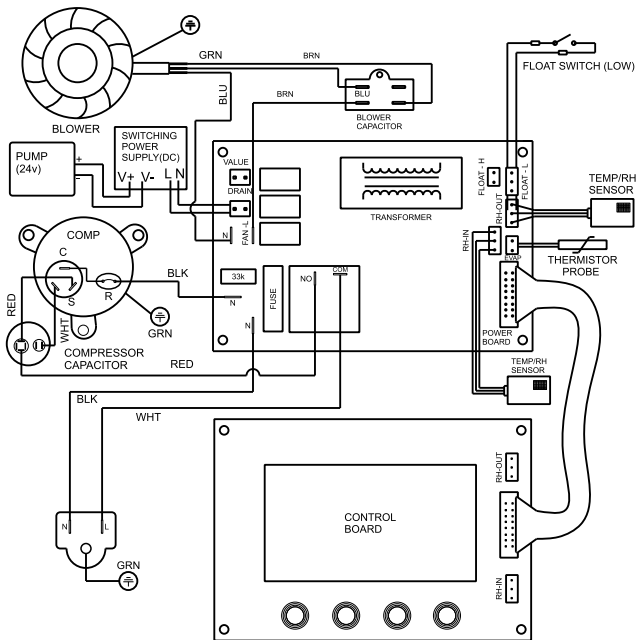 GRN
BRN
BLU
BRN
BLU
BLOWER
CAPACITOR
BLOWER
FLOAT SWITCH (LOW)
PUMP
(24v)
+
-
SWITCHING
POWER
SUPPLY(DC)
V+ V- L N
VALUE
DRAIN
N
FAN -L
TRANSFORMER
FLOAT - H
FLOAT - L
RH-OUT
RH-IN
EVAP
TEMP/RH
SENSOR
THERMISTOR
PROBE
COMP
C
S
R
BLK
RED
WHT
GRN
COMPRESSOR
CAPACITOR
33k
N
FUSE
NO
COM
N
POWER
BOARD
RED
TEMP/RH
SENSOR
BLK
WHT
N
L
GRN
CONTROL
BOARD
RH-OUT
RH-IN